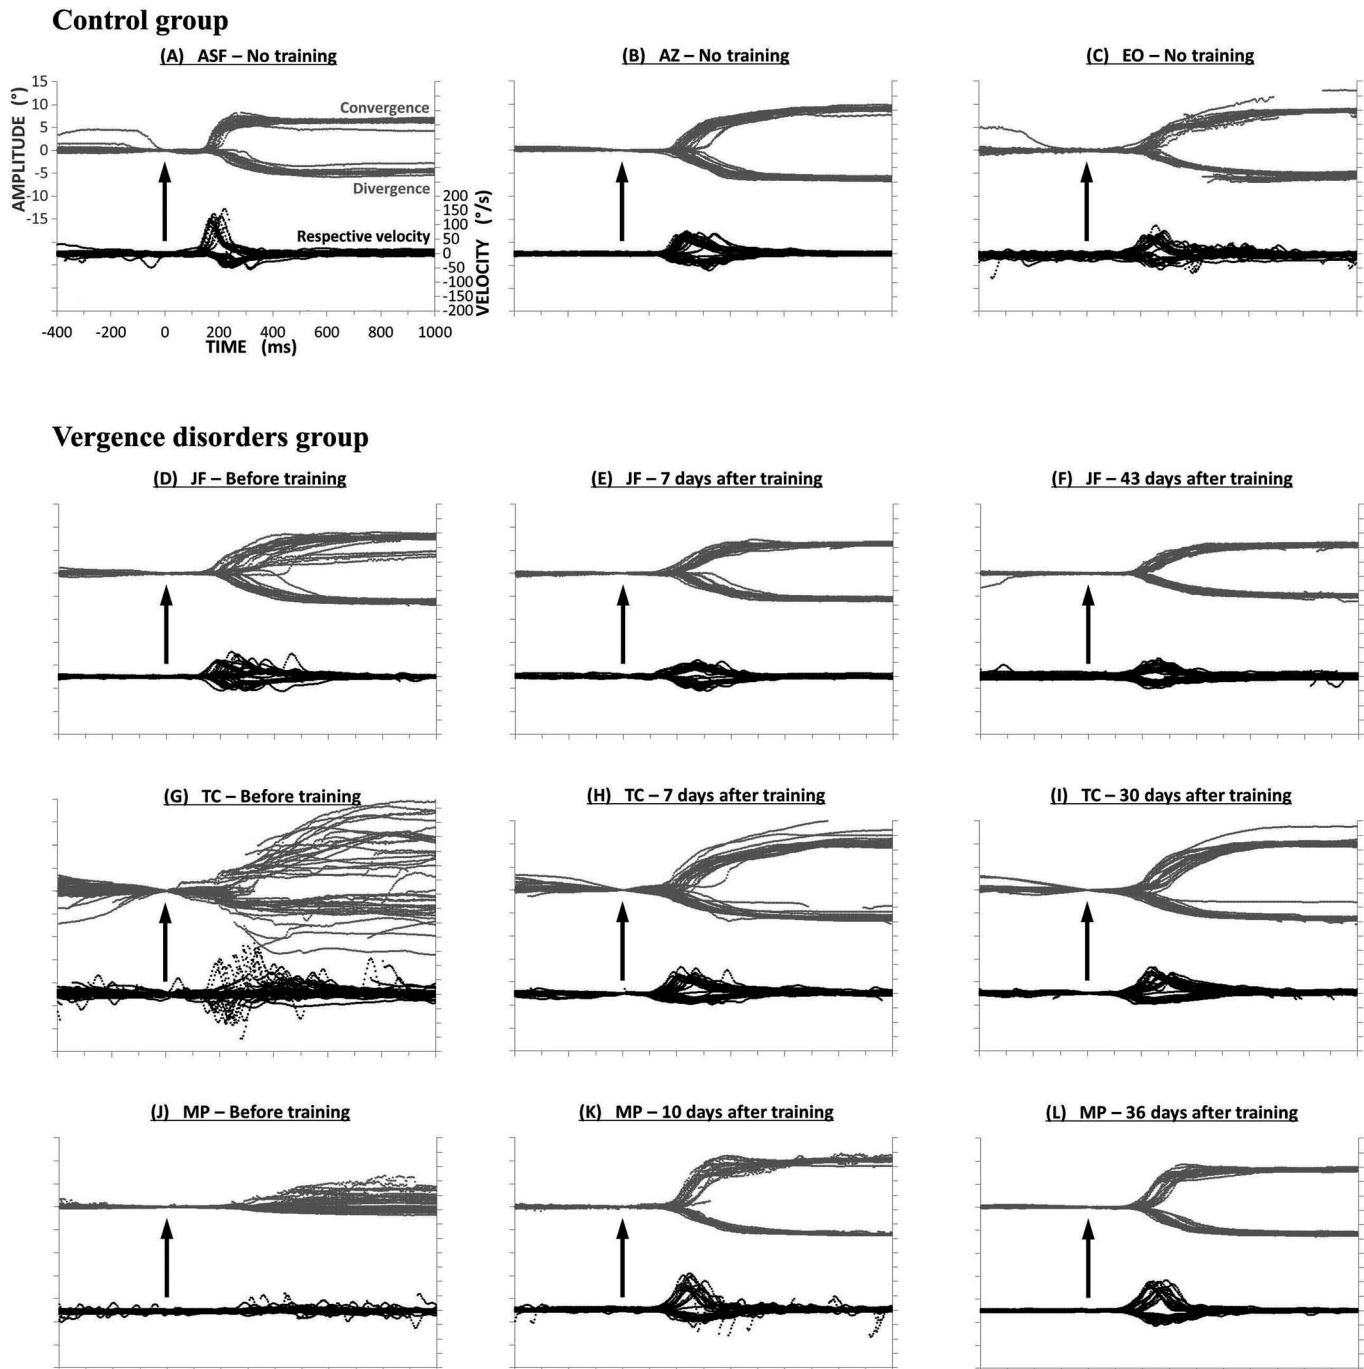 Control group
(A) ASF – No training
(B) AZ – No training
(C) EO – No training
AMPLITUDE (°)
15
10
5
0
-5
-10
-15
Convergence
Divergence
Respective velocity
200
150
100
50
0
-50
-100
-150
-200
VELOCITY (°/s)
-400 -200 0 200 400 600 800 1000
TIME (ms)
Vergence disorders group
(D) JF – Before training
(E) JF – 7 days after training
(F) JF – 43 days after training
(G) TC – Before training
(H) TC – 7 days after training
(I) TC – 30 days after training
(J) MP – Before training
(K) MP – 10 days after training
(L) MP – 36 days after training